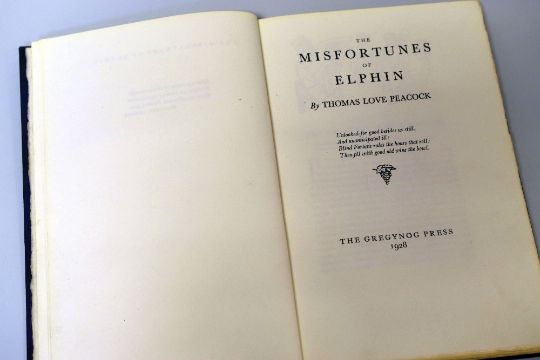 THE
MISFORTUNES
OF
ELPHIN
By THOMAS LOVE PEACOCK
Unlooked-for good betides us still,
And unanticipated ill:
Blind Fortune rules the hours that roll:
Then fill with good old wine the bowl.
THE GREGYNOG PRESS
1928